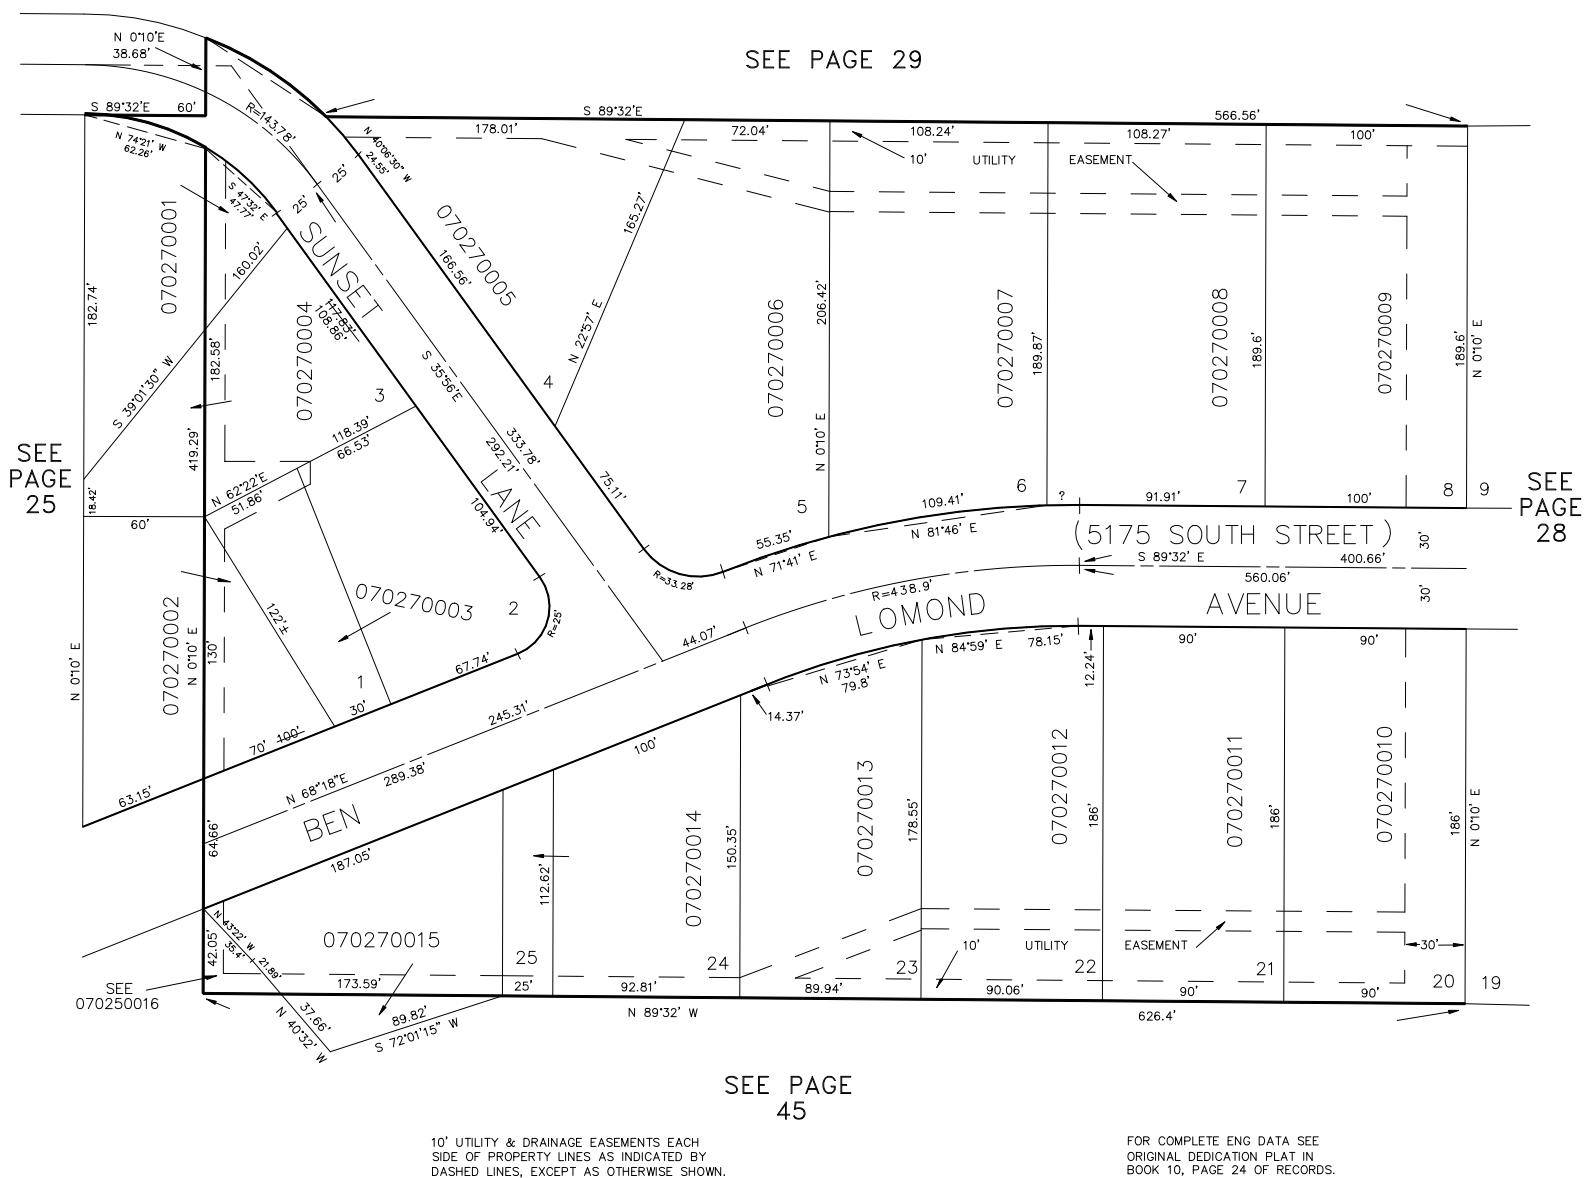 N 0°10'E
38.68'
SEE PAGE 29
S 89°32'E
60'
R=143.78'
S 89°32'E
566.56'
N 74°21' W
62.26'
N 40°06'30" W
24.55'
178.01'
72.04'
108.24'
108.27'
100'
10'
UTILITY
EASEMENT
S 47°32' E
47.77'
25'
25'
070270001
160.02'
182.74'
SUNSET
LANE
070270005
166.56'
165.27'
N 22°57' E
206.42'
N 0°10' E
070270006
070270007
189.87'
070270008
189.6'
070270009
189.6'
N 0°10' E
070270004
117.83'
108.86'
182.58'
S 39°01'30" W
S 35°56'E
3
4
118.39'
66.53'
333.78'
292.21'
419.29'
SEE
PAGE
25
18.42'
60'
N 62°22'E
51.86'
104.94'
75.11'
5
109.41'
6
?
91.91'
7
100'
8
9
SEE
PAGE
28
55.35'
N 71°41' E
N 81°46' E
(5175 SOUTH STREET)
S 89°32' E
400.66'
30'
R=33.28'
560.06'
30'
R=438.9'
LOMOND
AVENUE
070270003
2
R=25'
122'±
070270002
N 0°10' E
N 0°10' E
130'
67.74'
44.07'
N 84°59' E
78.15'
12.24'
90'
90'
N 73°54' E
79.8'
1
30'
70'
100'
245.31'
14.37'
63.15'
N 68°18"E
289.38'
100'
BEN
64.66'
187.05'
112.62'
070270014
150.35'
070270013
178.55'
070270012
186'
070270011
186'
070270010
186'
N 0°10' E
N 43°22' W
35.4'
42.05'
21.89'
070270015
10'
UTILITY
EASEMENT
30'
25
24
23
22
21
20
19
SEE
070250016
173.59'
25'
92.81'
89.94'
90.06'
90'
90'
37.66'
N 40°32' W
89.82'
S 72°01'15" W
N 89°32' W
626.4'
SEE PAGE
45
10' UTILITY & DRAINAGE EASEMENTS EACH
SIDE OF PROPERTY LINES AS INDICATED BY
DASHED LINES, EXCEPT AS OTHERWISE SHOWN.
FOR COMPLETE ENG DATA SEE
ORIGINAL DEDICATION PLAT IN
BOOK 10, PAGE 24 OF RECORDS.